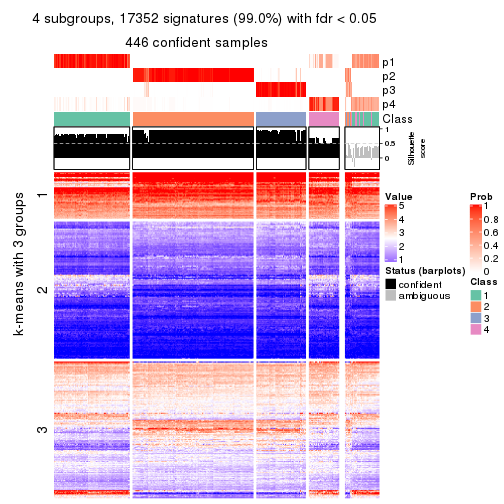 4 subgroups, 17352 signatures (99.0%) with fdr < 0.05
446 confident samples
p1
p2
p3
p4
Class
1
0.5
0
Silhouette
score
k-means with 3 groups
1
2
3
Value
5
4
3
2
1
Status (barplots)
confident
ambiguous
Prob
1
0.8
0.6
0.4
0.2
0
Class
1
2
3
4